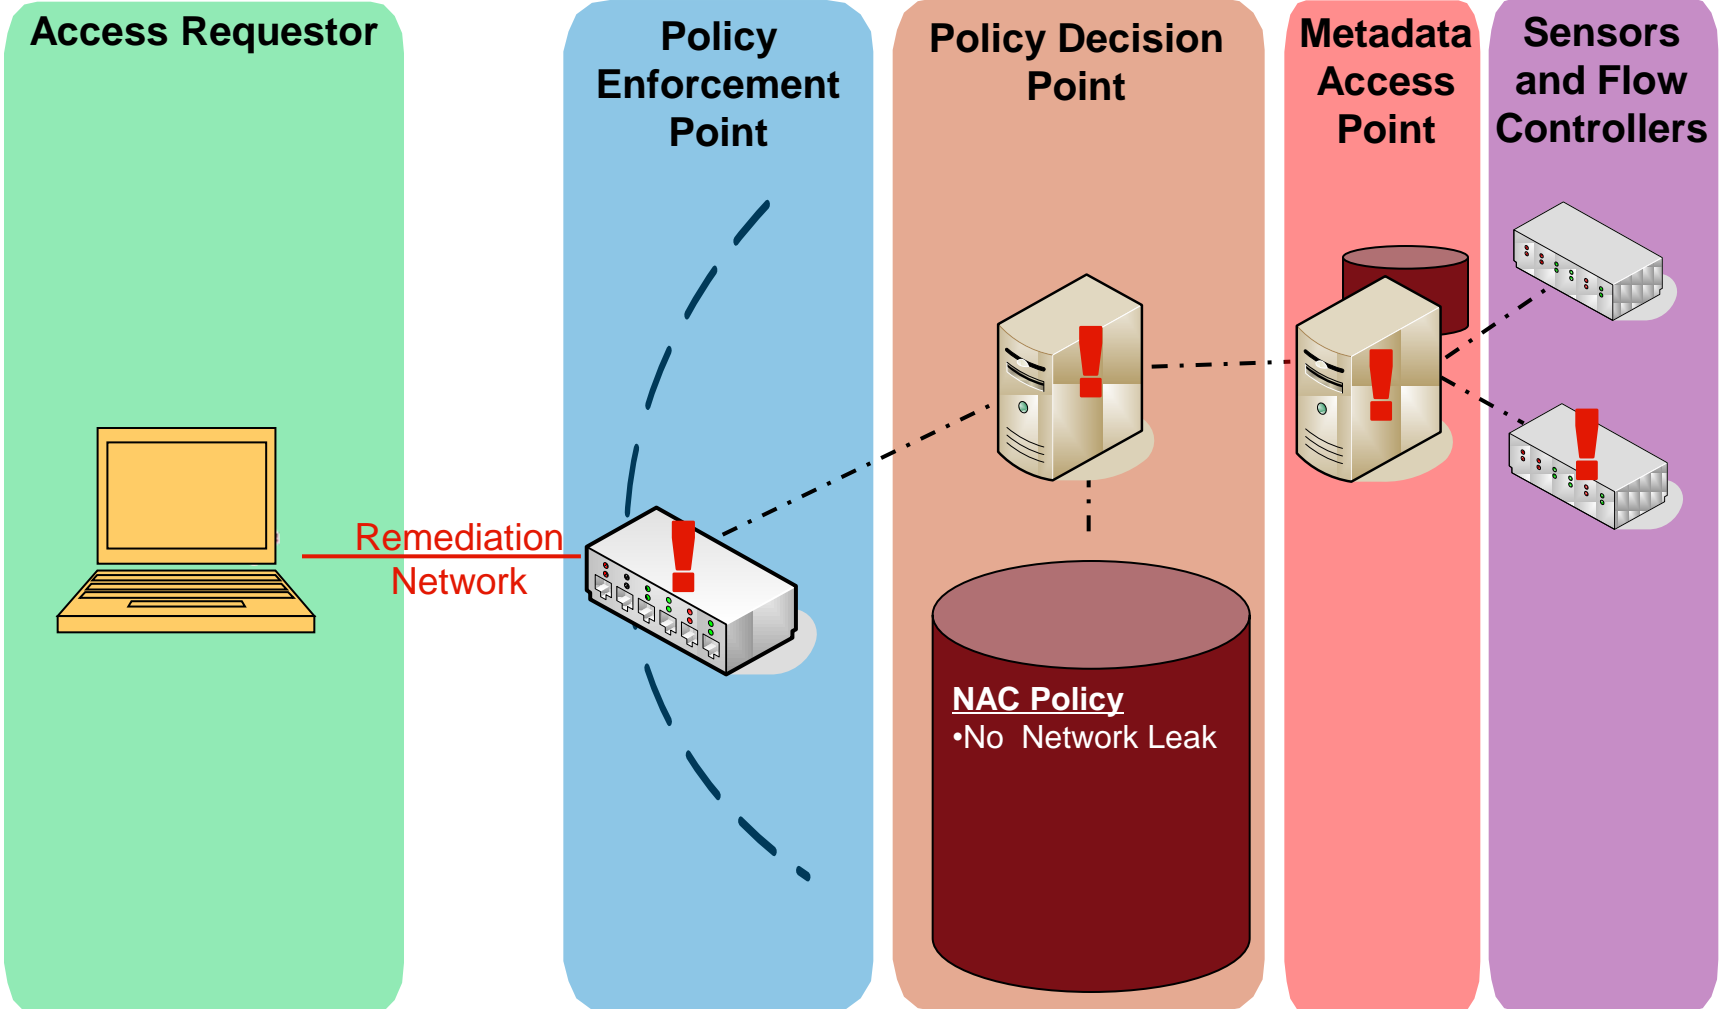 Access Requestor
Policy
Enforcement
Point
Policy Decision
Point
Metadata
Access
Point
Sensors
and Flow
Controllers
Remediation
Network
NAC Policy
•No  Network Leak